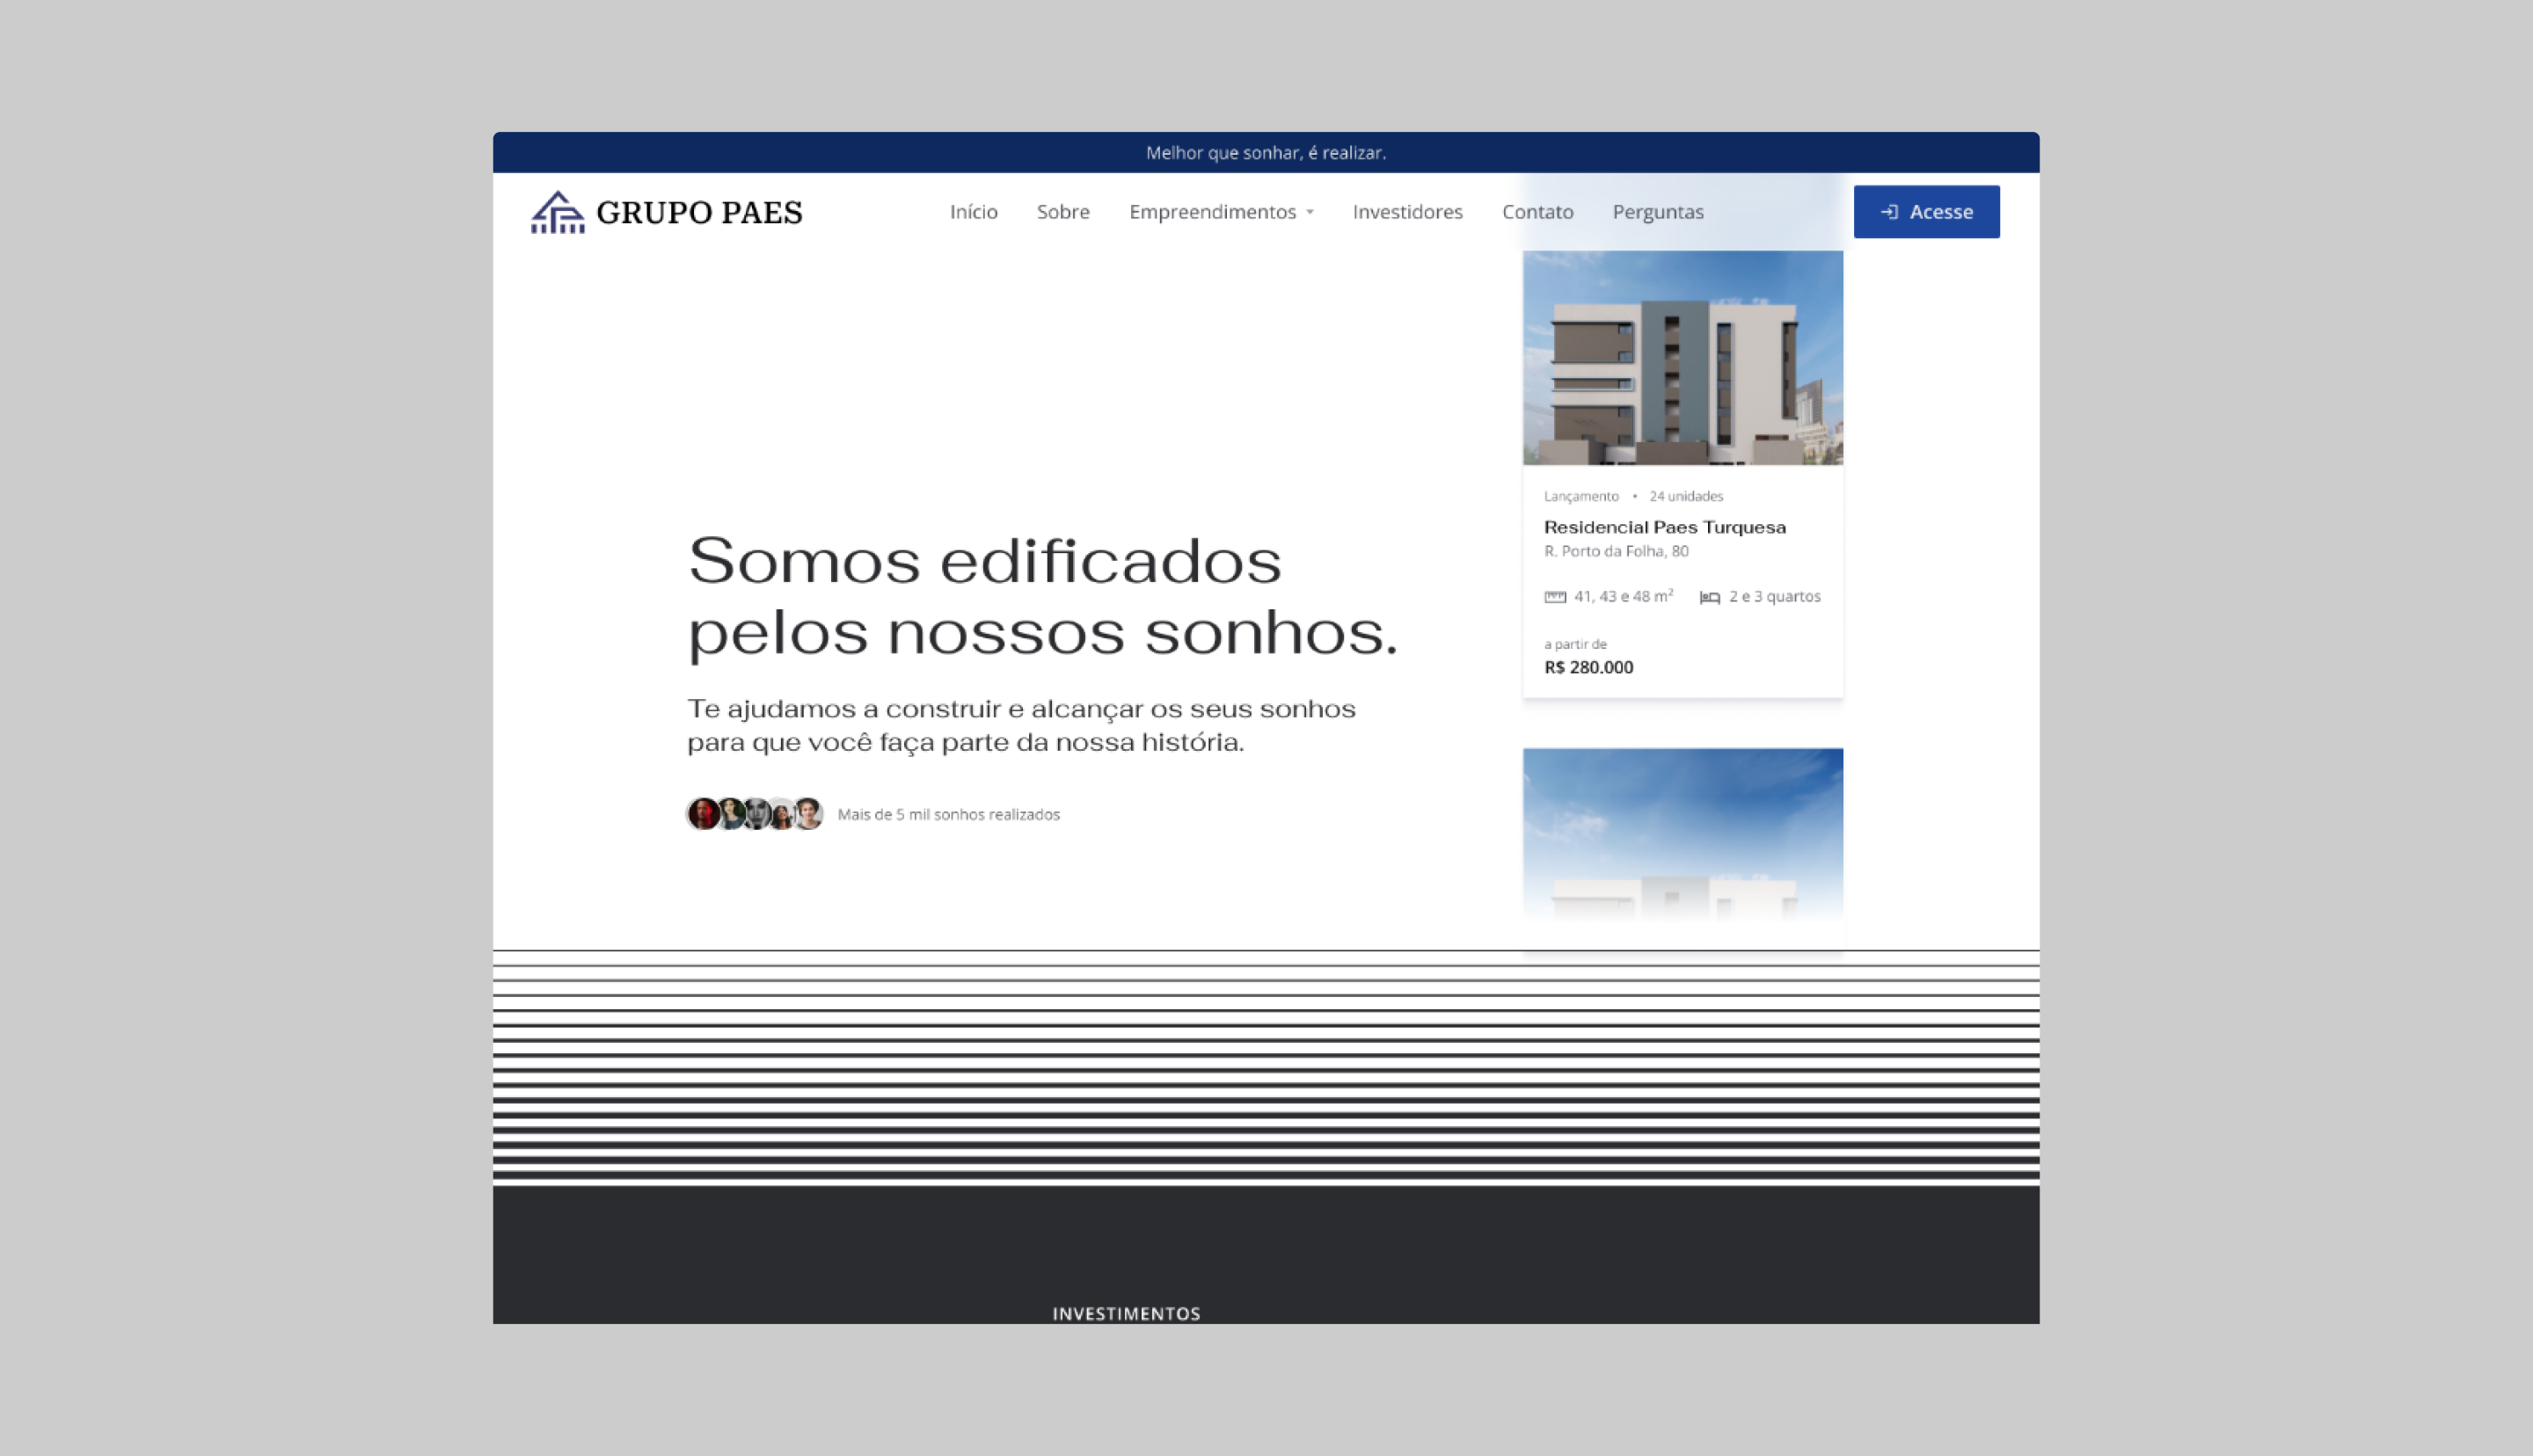 Melhor que sonhar, é realizar.
GRUPO PAES
Início Sobre Empreendimentos Investidores Contato Perguntas Acesse
Somos edificados
pelos nossos sonhos.
Te ajudamos a construir e alcançar os seus sonhos
para que você faça parte da nossa história.
Mais de 5 mil sonhos realizados
Lançamento • 24 unidades
Residencial Paes Turquesa
R. Porto da Folha, 80
41, 43 e 48 m² 2 e 3 quartos
a partir de
R$ 280.000
INVESTIMENTOS